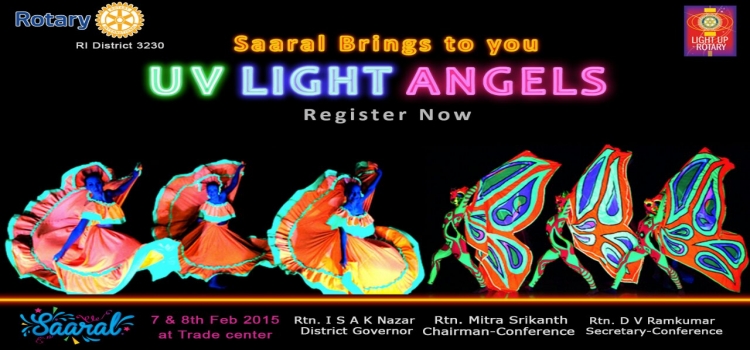 Rotary
RI District 3230
LIGHT UP
ROTARY
Saaral Brings to you
UV LIGHT ANGELS
Register Now
Saaral
7 & 8th Feb 2015
at Trade center
Rtn. I S A K Nazar
District Governor
Rtn. Mitra Srikanth
Chairman-Conference
Rtn. D V Ramkumar
Secretary-Conference